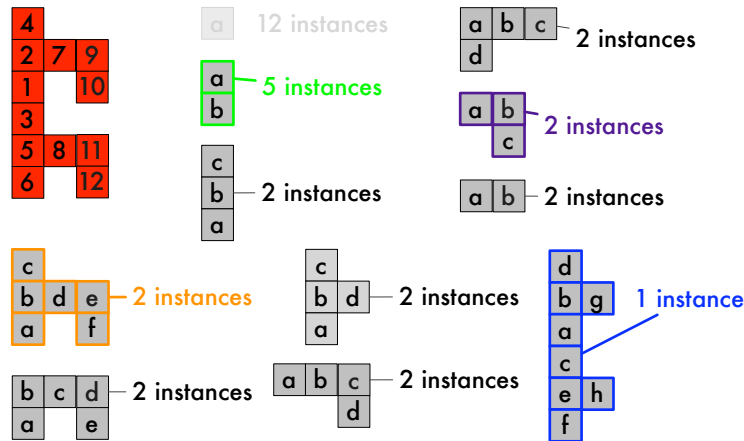 4
2 7 9
1 10
3
5 8 11
6 12
a 12 instances
a
b
5 instances
c
b
a
2 instances
a b c
d
2 instances
a b
c
2 instances
a b
2 instances
c
b d e
a f
2 instances
c
b d
a
2 instances
d
b g
a
c
e h
f
1 instance
b c d
a e
2 instances
a b c
d
2 instances